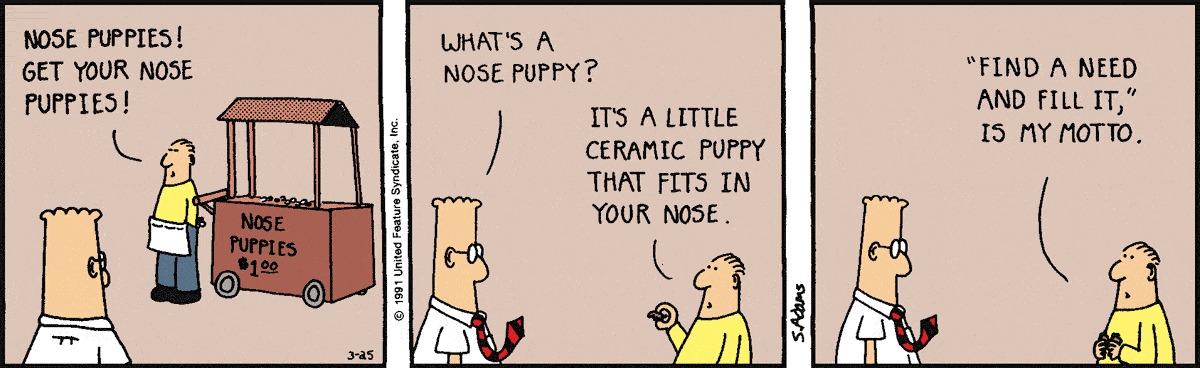 NOSE PUPPIES!
GET YOUR NOSE
PUPPIES!
NOSE
PUPPIES
$1.00
3-25
© 1991 United Feature Syndicate, Inc.
WHAT'S A
NOSE PUPPY?
IT'S A LITTLE
CERAMIC PUPPY
THAT FITS IN
YOUR NOSE.
S.Adams
"FIND A NEED
AND FILL IT,"
IS MY MOTTO.